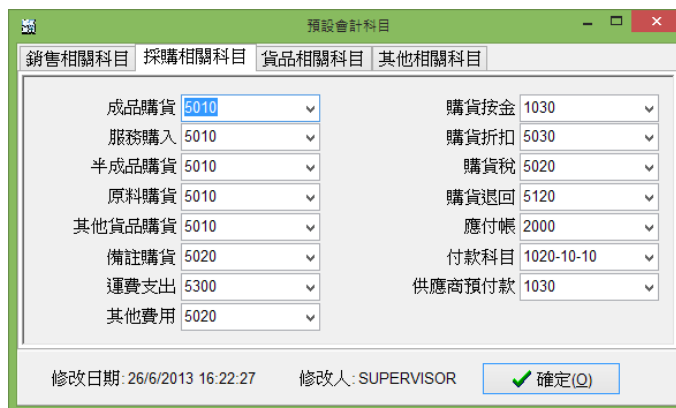 預設會計科目
銷售相關科目 採購相關科目 貨品相關科目 其他相關科目
成品購貨 5010 購貨按金 1030
服務購入 5010 購貨折扣 5030
半成品購貨 5010 購貨稅 5020
原料購貨 5010 購貨退回 5120
其他貨品購貨 5010 應付帳 2000
備註購貨 5020 付款科目 1020-10-10
運費支出 5300 供應商預付款 1030
其他費用 5020
修改日期: 26/6/2013 16:22:27 修改人: SUPERVISOR 確定(O)